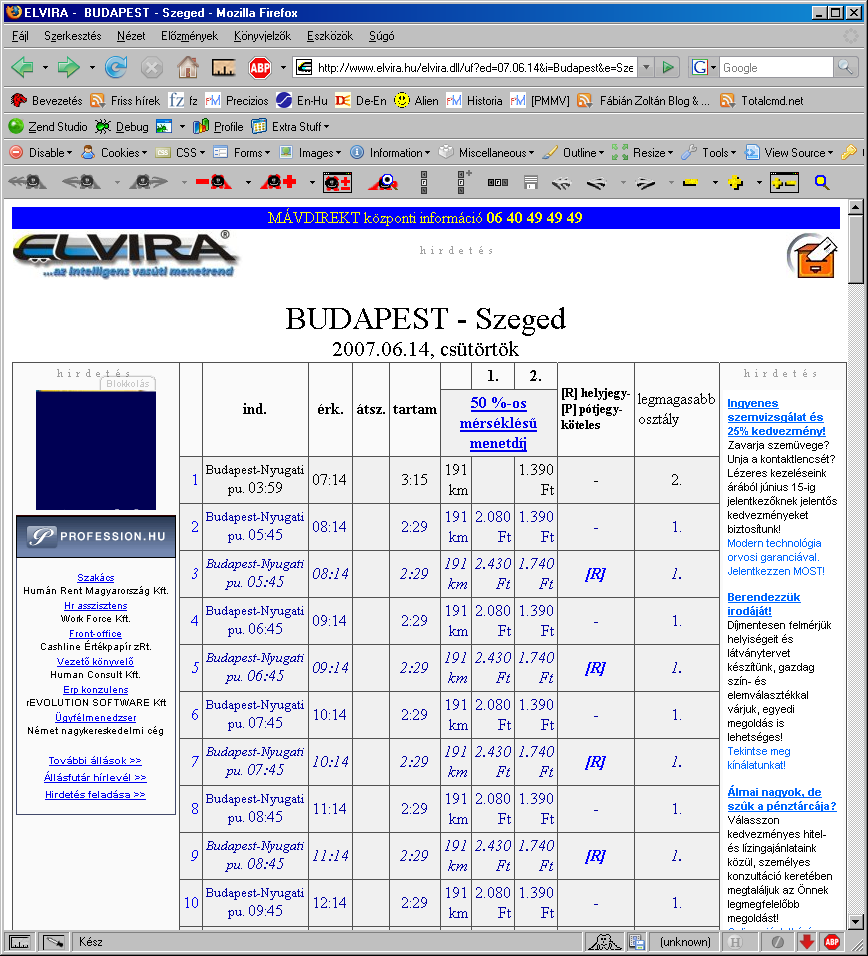 ELVIRA - BUDAPEST - Szeged - Mozilla Firefox
Fájl Szerkesztés Nézet Előzmények Könyvjelzők Eszközök Súgó
ABP http://www.elvira.hu/elvira.dll/uf?ed=07.06.14&i=Budapest&e=Sze G Google
Bevezetés Friss hírek fz fz Precizios En-Hu De-En Alien Historia [PMMV] Fábián Zoltán Blog & ... Totalcmd.net
Zend Studio Debug Profile Extra Stuff
Disable Cookies CSS Forms Images Information Miscellaneous Outline Resize Tools View Source
MÁVDIREKT központi információ 06 40 49 49 49
ELVIRA®
...az intelligens vasúti menetrend
hirdetés
BUDAPEST - Szeged
2007.06.14, csütörtök
hirdetés
Blokkolás
PROFESSION.HU
Szakács
Humán Rent Magyarország Kft.
Hr asszisztens
Work Force Kft.
Front-office
Cashline Értékpapír zRt.
Vezető könyvelő
Human Consult Kft.
Erp konzulens
rEVOLUTION SOFTWARE Kft
Ügyfélmenedzser
Német nagykereskedelmi cég
További állások >>
Állásfutár hírlevél >>
Hirdetés feladása >>
ind. érk. átsz. tartam 1. 2.
50 %-os
mérséklésű
menetdíj
[R] helyjegy-
[P] pótjegy-
köteles
legmagasabb
osztály
1 Budapest-Nyugati pu. 03:59 07:14 3:15 191 km 1.390 Ft - 2.
2 Budapest-Nyugati pu. 05:45 08:14 2:29 191 km 2.080 Ft 1.390 Ft - 1.
3 Budapest-Nyugati pu. 05:45 08:14 2:29 191 km 2.430 Ft 1.740 Ft [R] 1.
4 Budapest-Nyugati pu. 06:45 09:14 2:29 191 km 2.080 Ft 1.390 Ft - 1.
5 Budapest-Nyugati pu. 06:45 09:14 2:29 191 km 2.430 Ft 1.740 Ft [R] 1.
6 Budapest-Nyugati pu. 07:45 10:14 2:29 191 km 2.080 Ft 1.390 Ft - 1.
7 Budapest-Nyugati pu. 07:45 10:14 2:29 191 km 2.430 Ft 1.740 Ft [R] 1.
8 Budapest-Nyugati pu. 08:45 11:14 2:29 191 km 2.080 Ft 1.390 Ft - 1.
9 Budapest-Nyugati pu. 08:45 11:14 2:29 191 km 2.430 Ft 1.740 Ft [R] 1.
10 Budapest-Nyugati pu. 09:45 12:14 2:29 191 km 2.080 Ft 1.390 Ft - 1.
hirdetés
Ingyenes
szemvizsgálat és
25% kedvezmény!
Zavarja szemüvege?
Unja a kontaktlencsét?
Lézeres kezeléseink
árából június 15-ig
jelentkezőknek jelentős
kedvezményeket
biztosítunk!
Modern technológia
orvosi garanciával.
Jelentkezzen MOST!
Berendezzük
irodáját!
Díjmentesen felmérjük
helyiségeit és
látványtervet
készítünk, gazdag
szín- és
elemválasztékkal
várjuk, egyedi
megoldás is
lehetséges!
Tekintse meg
kínálatunkat!
Álmai nagyok, de
szúk a pénztárcája?
Válasszon
kedvezményes hitel-
és lízingajánlataink
közül, személyes
konzultáció keretében
megtaláljuk az Önnek
legmegfelelőbb
megoldást!
Kész (unknown) H ABP